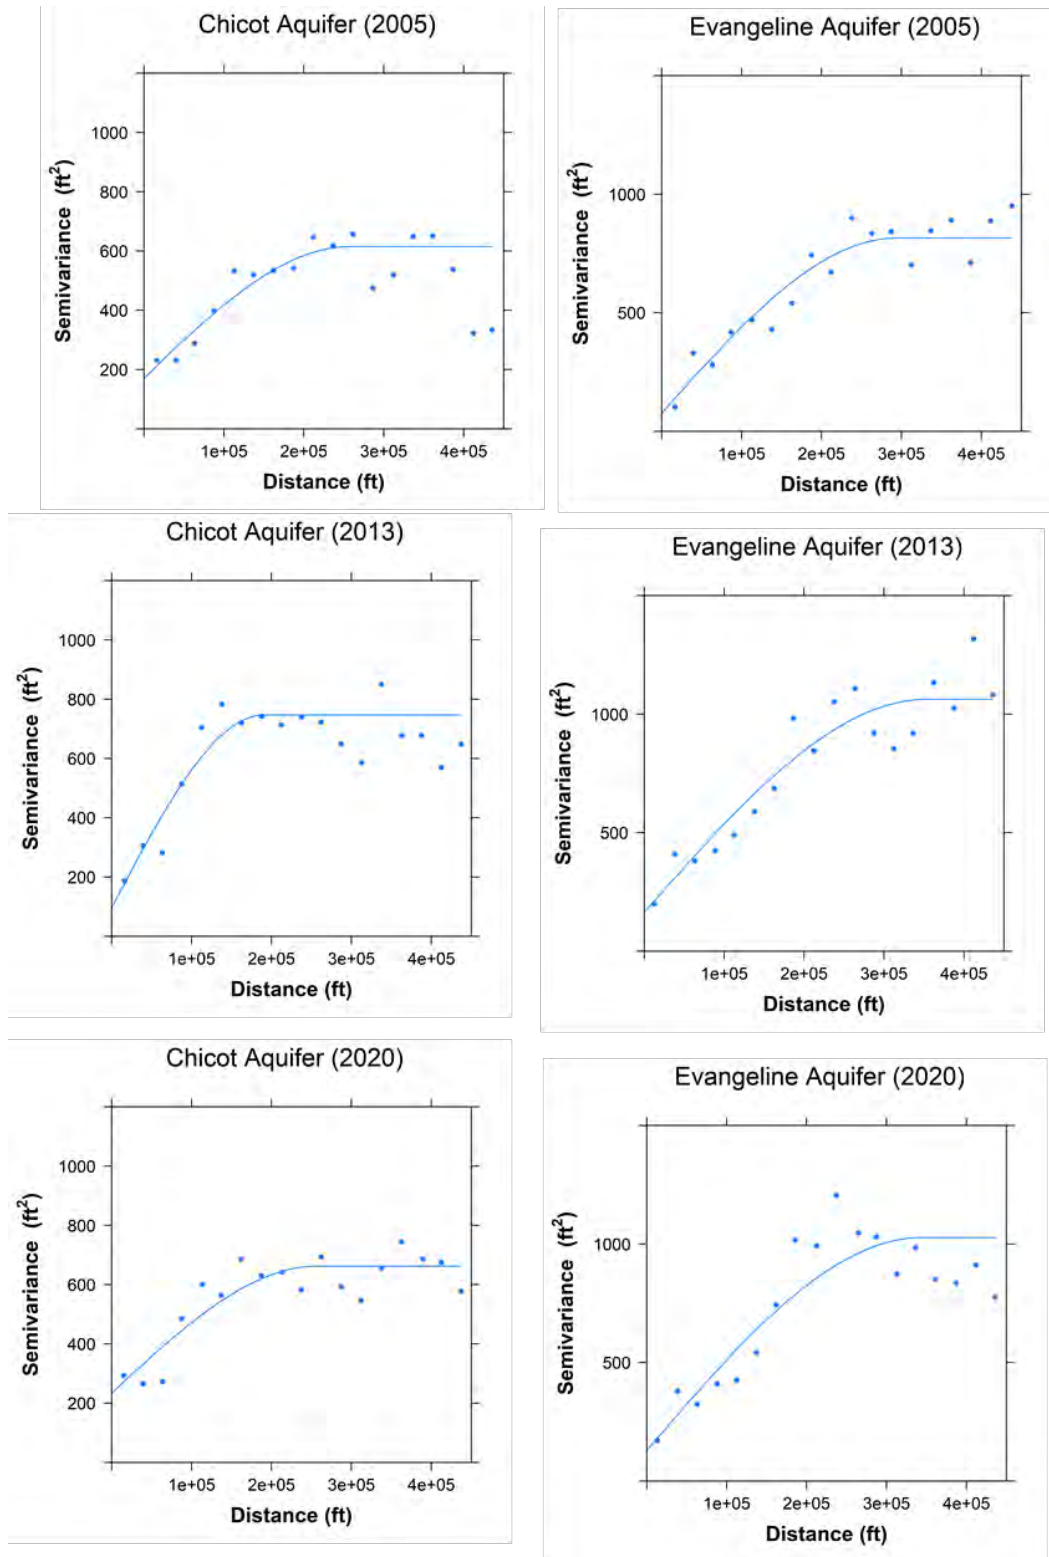 Chicot Aquifer (2005)
1000
800
600
400
200
Semivariance (ft²)
1e+05 2e+05 3e+05 4e+05
Distance (ft)
Evangeline Aquifer (2005)
1000
500
Semivariance (ft²)
1e+05 2e+05 3e+05 4e+05
Distance (ft)
Chicot Aquifer (2013)
1000
800
600
400
200
Semivariance (ft²)
1e+05 2e+05 3e+05 4e+05
Distance (ft)
Evangeline Aquifer (2013)
1000
500
Semivariance (ft²)
1e+05 2e+05 3e+05 4e+05
Distance (ft)
Chicot Aquifer (2020)
1000
800
600
400
200
Semivariance (ft²)
1e+05 2e+05 3e+05 4e+05
Distance (ft)
Evangeline Aquifer (2020)
1000
500
Semivariance (ft²)
1e+05 2e+05 3e+05 4e+05
Distance (ft)